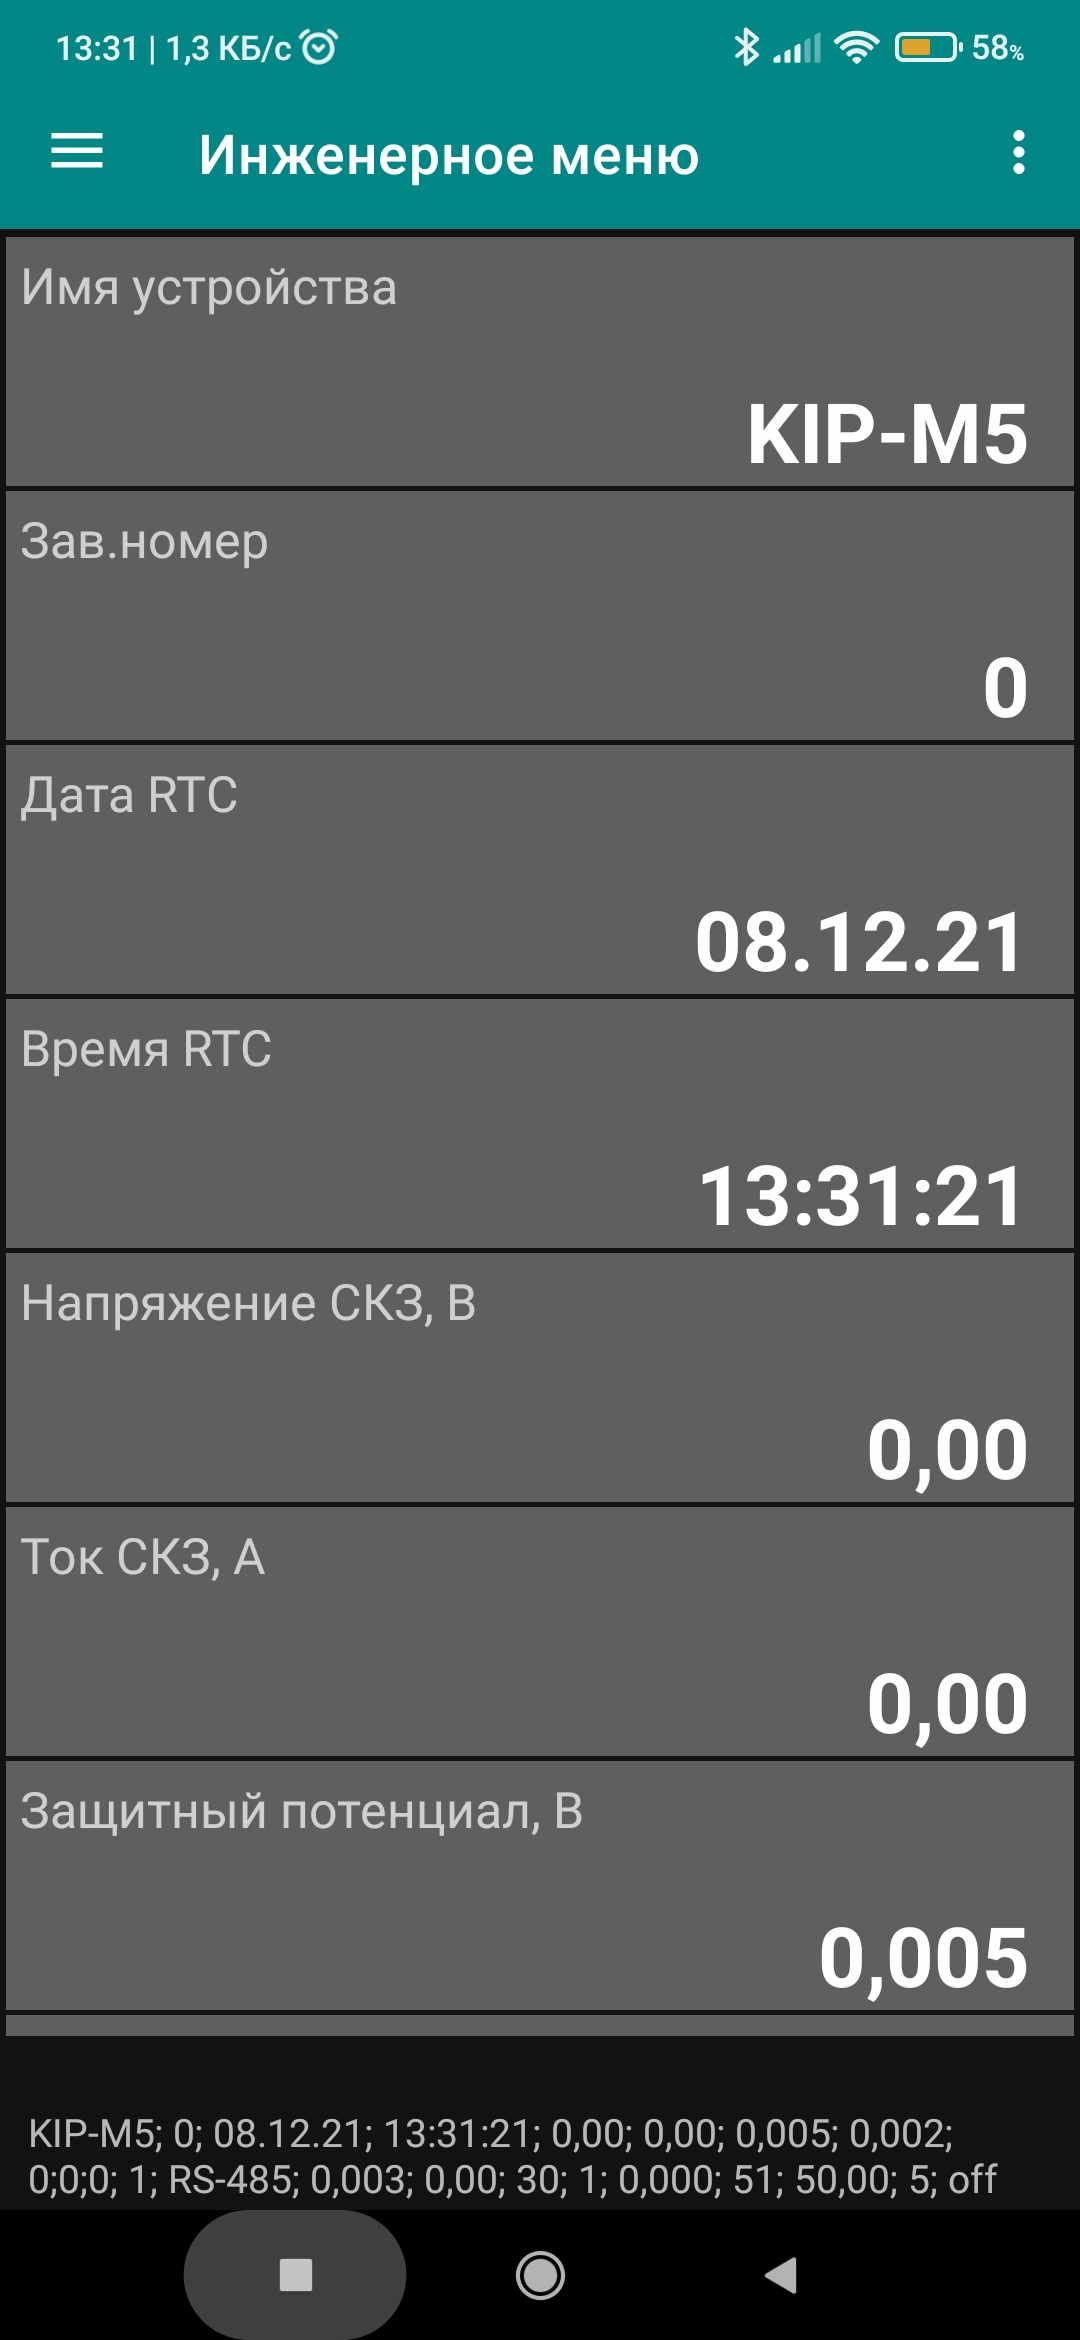 13:31 | 1,3 КБ/с 58%
Инженерное меню
Имя устройства
KIP-M5
Зав.номер
0
Дата RTC
08.12.21
Время RTC
13:31:21
Напряжение СКЗ, В
0,00
Ток СКЗ, А
0,00
Защитный потенциал, В
0,005
KIP-M5; 0; 08.12.21; 13:31:21; 0,00; 0,00; 0,005; 0,002;
0;0;0; 1; RS-485; 0,003; 0,00; 30; 1; 0,000; 51; 50,00; 5; off